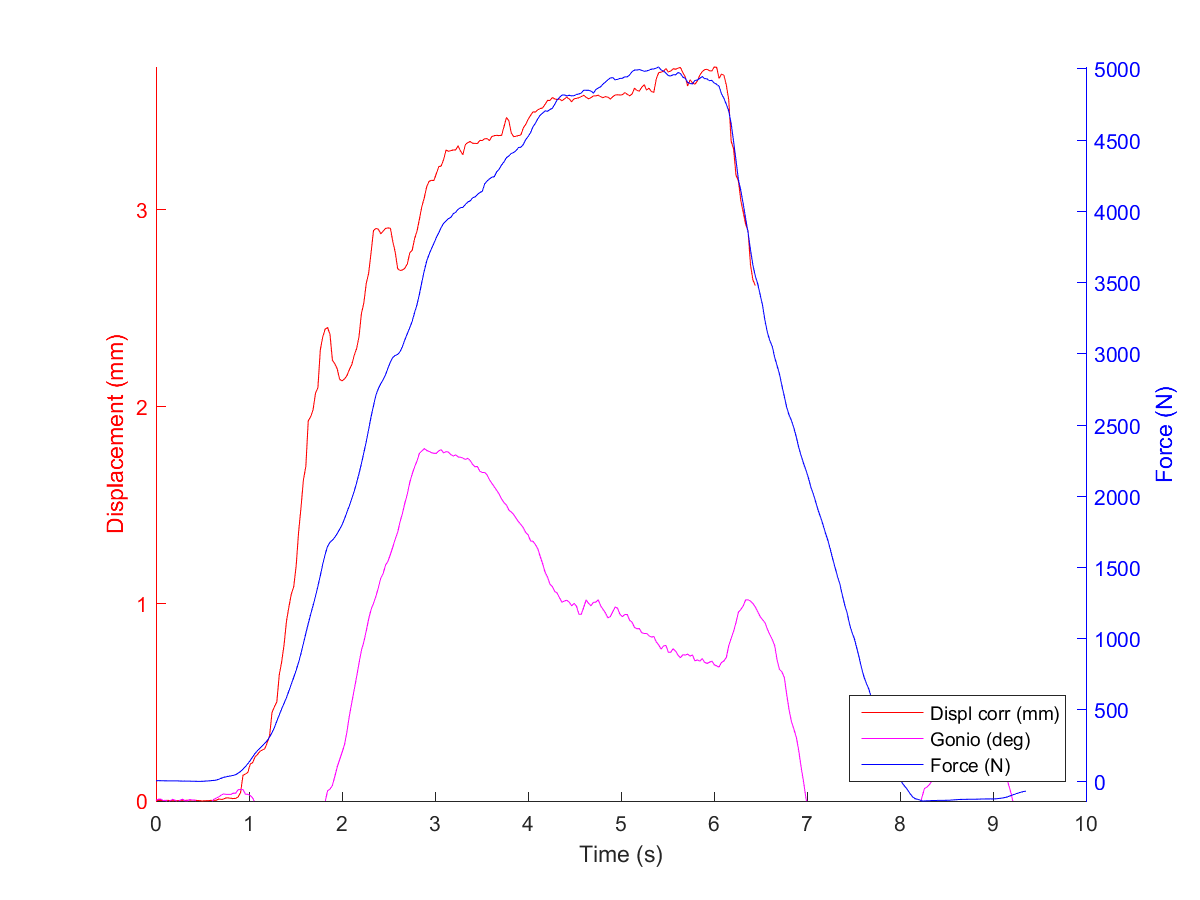 Displacement (mm)
3
2
1
0
5000
4500
4000
3500
3000
2500
2000
1500
1000
500
0
Force (N)
Displ corr (mm)
Gonio (deg)
Force (N)
0 1 2 3 4 5 6 7 8 9 10
Time (s)